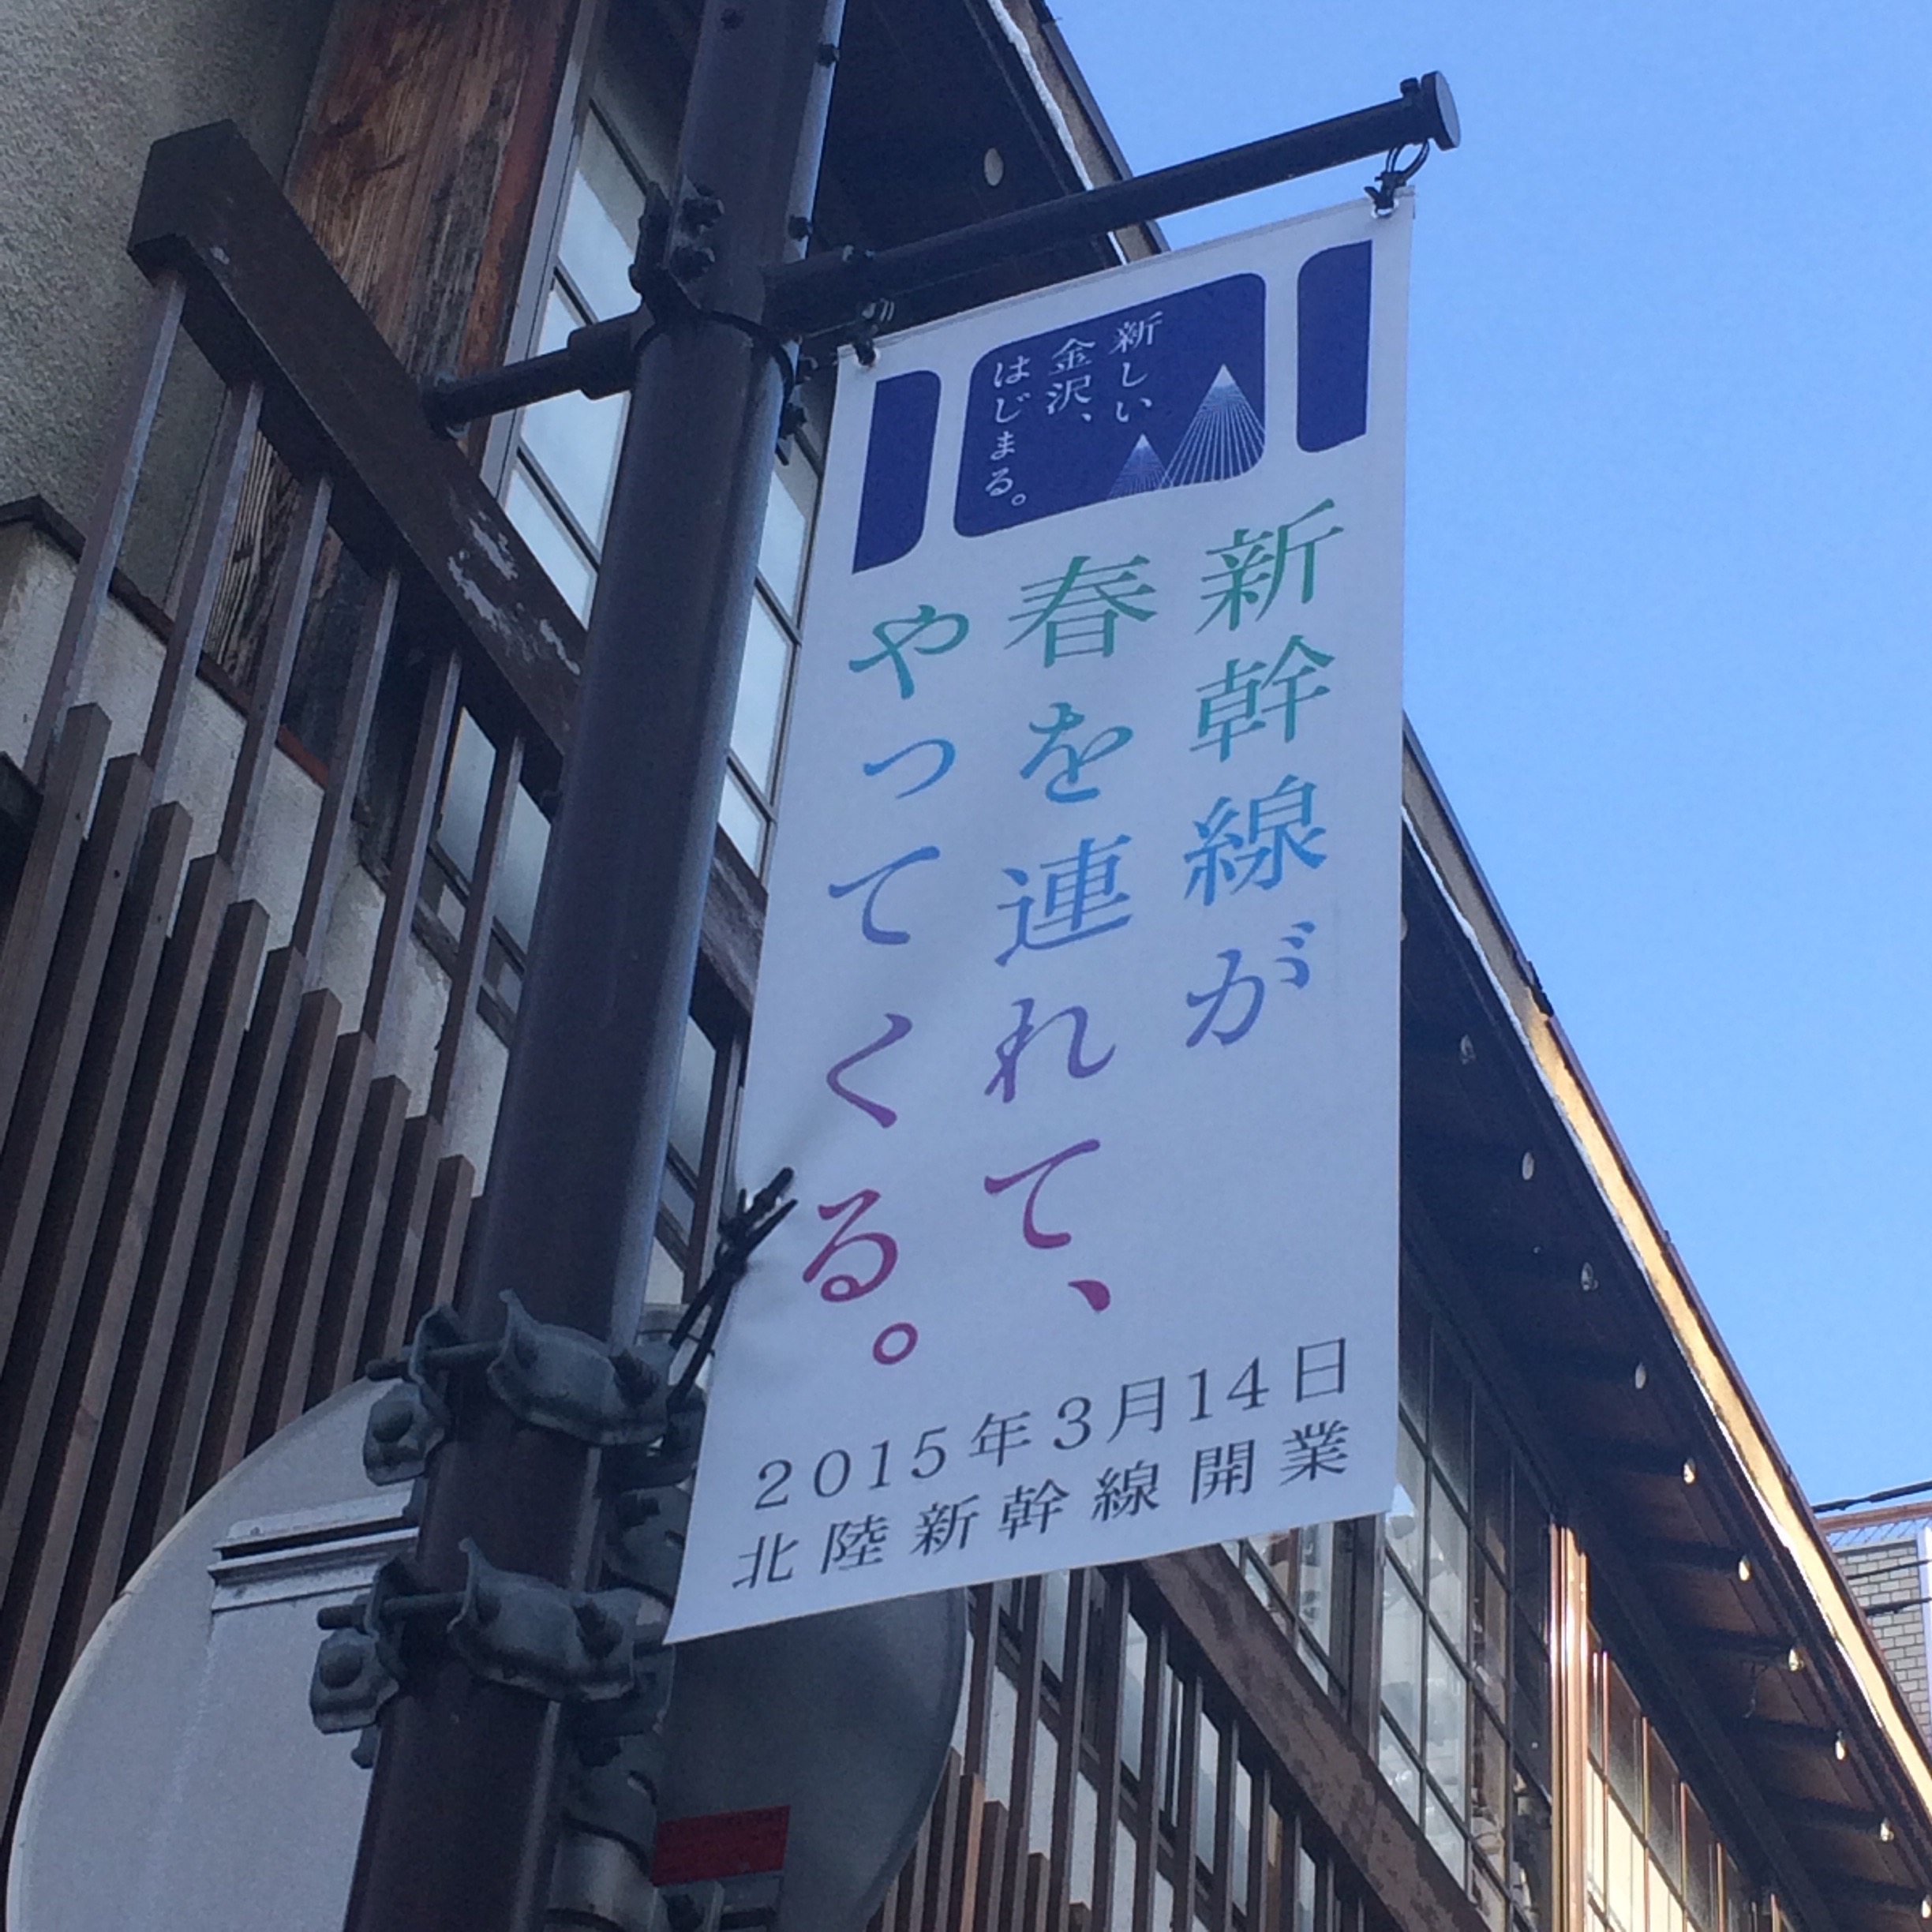 新しい
金沢、
はじまる。
新幹線が
春を連れて、
やってくる。
2015年3月14日
北陸新幹線開業